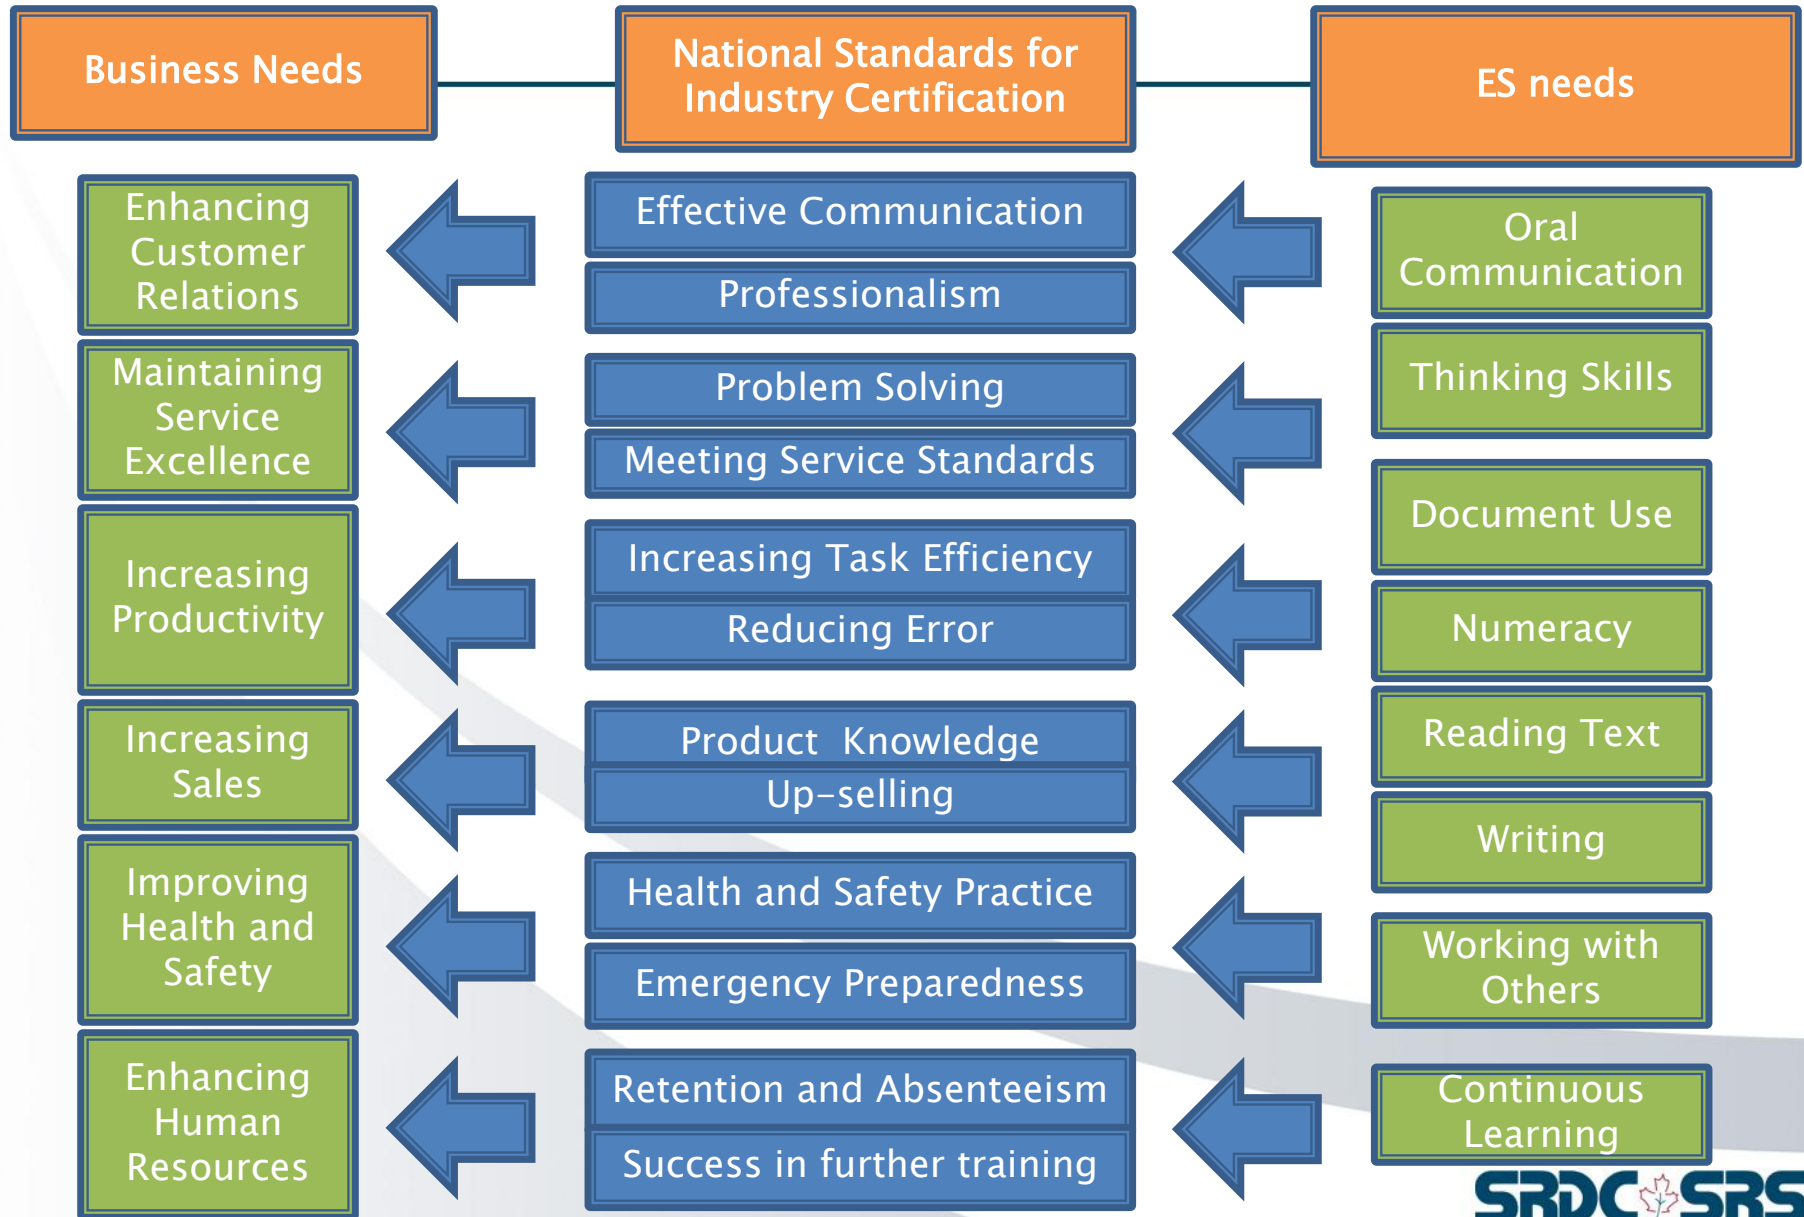 Business Needs
National Standards for
Industry Certification
ES needs
Enhancing
Customer
Relations
Effective Communication
Professionalism
Oral
Communication
Maintaining
Service
Excellence
Problem Solving
Meeting Service Standards
Thinking Skills
Document Use
Increasing
Productivity
Increasing Task Efficiency
Reducing Error
Numeracy
Increasing
Sales
Product Knowledge
Up-selling
Reading Text
Writing
Improving
Health and
Safety
Health and Safety Practice
Emergency Preparedness
Working with
Others
Enhancing
Human
Resources
Retention and Absenteeism
Success in further training
Continuous
Learning
SRDC SRS